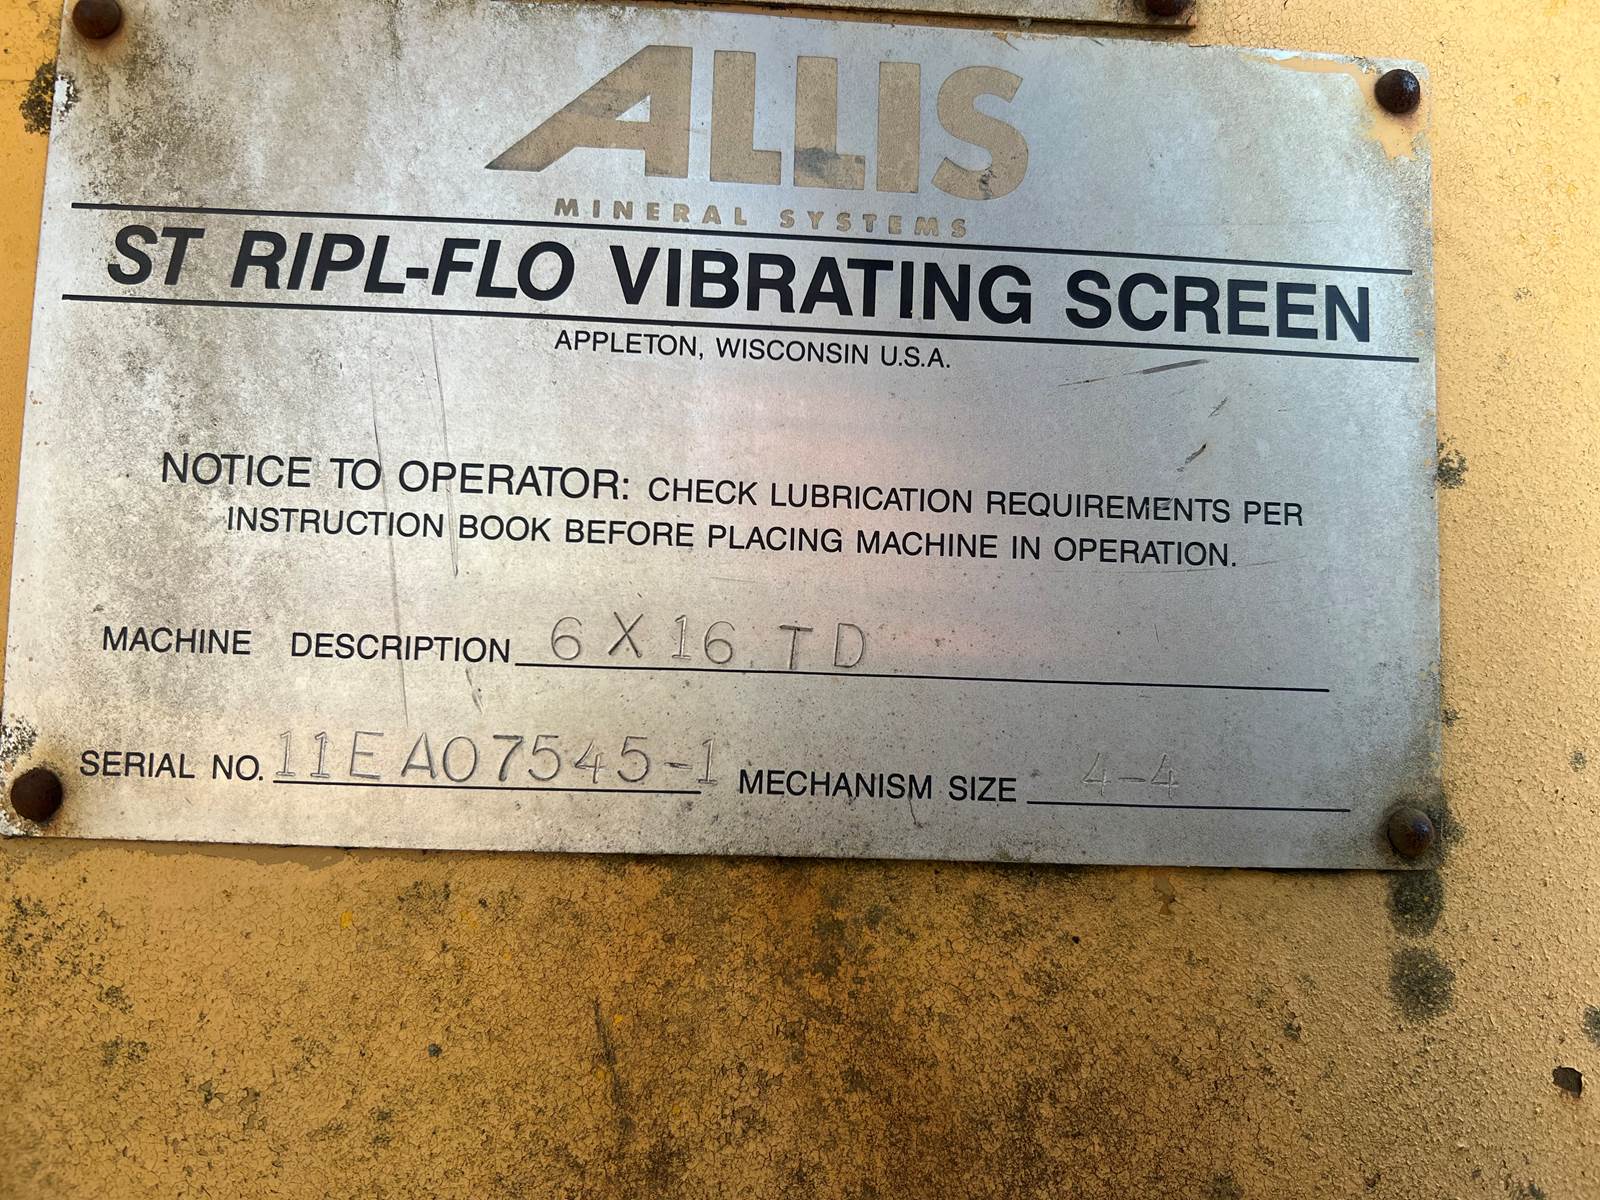 ALLIS
MINERAL SYSTEMS
ST RIPL-FLO VIBRATING SCREEN
APPLETON, WISCONSIN U.S.A.
NOTICE TO OPERATOR: CHECK LUBRICATION REQUIREMENTS PER
INSTRUCTION BOOK BEFORE PLACING MACHINE IN OPERATION.
MACHINE DESCRIPTION 6 X 16 TD
SERIAL NO. 11EA07545-1 MECHANISM SIZE 4-4